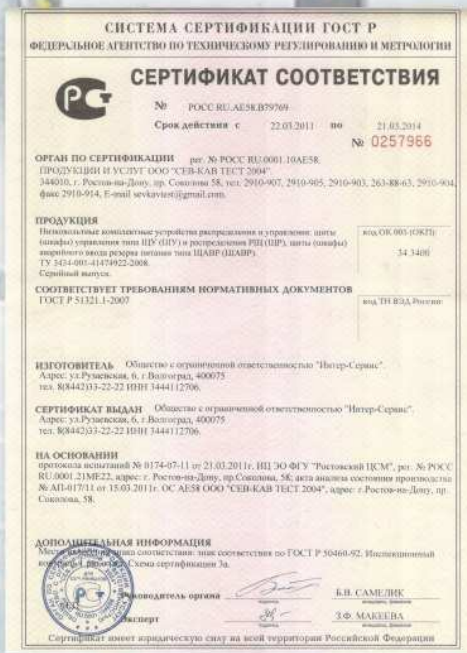 СИСТЕМА СЕРТИФИКАЦИИ ГОСТ Р
ФЕДЕРАЛЬНОЕ АГЕНТСТВО ПО ТЕХНИЧЕСКОМУ РЕГУЛИРОВАНИЮ И МЕТРОЛОГИИ
СЕРТИФИКАТ СООТВЕТСТВИЯ
№ РОСС RU.АЕ58.В79769
Срок действия с 22.03.2011 по 21.03.2014
№ 0257966
ОРГАН ПО СЕРТИФИКАЦИИ рег. № РОСС RU.0001.10АЕ58.
ПРОДУКЦИИ И УСЛУГ ООО "СЕВ-КАВ ТЕСТ 2004".
344010, г. Ростов-на-Дону, пр. Соколова 58, тел. 2910-907, 2910-905, 2910-903, 263-88-63, 2910-904,
факс 2910-914, E-mail sevkavtest@gmail.com
ПРОДУКЦИЯ
Низковольтные комплектные устройства распределения и управления: щиты
(шкафы) управления типа ЩУ (ШУ) и распределения РЩ (ШР), щиты (шкафы)
аварийного ввода резерва питания типа ЩАВР (ШАВР).
ТУ 3434-001-41474922-2008.
Серийный выпуск.
код ОК 005 (ОКП):
34 3400
СООТВЕТСТВУЕТ ТРЕБОВАНИЯМ НОРМАТИВНЫХ ДОКУМЕНТОВ
ГОСТ Р 51321.1-2007
код ТН ВЭД России:
ИЗГОТОВИТЕЛЬ Общество с ограниченной ответственностью "Интер-Сервис".
Адрес: ул.Рузаевская, 6, г.Волгоград, 400075
тел. 8(8442)33-22-22 ИНН 3444112706.
СЕРТИФИКАТ ВЫДАН Общество с ограниченной ответственностью "Интер-Сервис".
Адрес: ул.Рузаевская, 6, г.Волгоград, 400075
тел. 8(8442)33-22-22 ИНН 3444112706.
НА ОСНОВАНИИ
протокола испытаний № 0174-07-11 от 21.03.2011г. ИЦ ЭО ФГУ "Ростовский ЦСМ", рег. № РОСС
RU.0001.21МЕ22, адрес: г. Ростов-на-Дону, пр.Соколова, 58; акта анализа состояния производства
№ АП-017/11 от 15.03.2011г. ОС АЕ58 ООО "СЕВ-КАВ ТЕСТ 2004", адрес: г.Ростов-на-Дону, пр.
Соколова, 58.
ДОПОЛНИТЕЛЬНАЯ ИНФОРМАЦИЯ
Место знака соответствия: знак соответствия по ГОСТ Р 50460-92. Инспекционный
Схема сертификации 3а.
Руководитель органа
Б.В. САМЕЛИК
Эксперт
З.Ф. МАКЕЕВА
Сертификат имеет юридическую силу на всей территории Российской Федерации